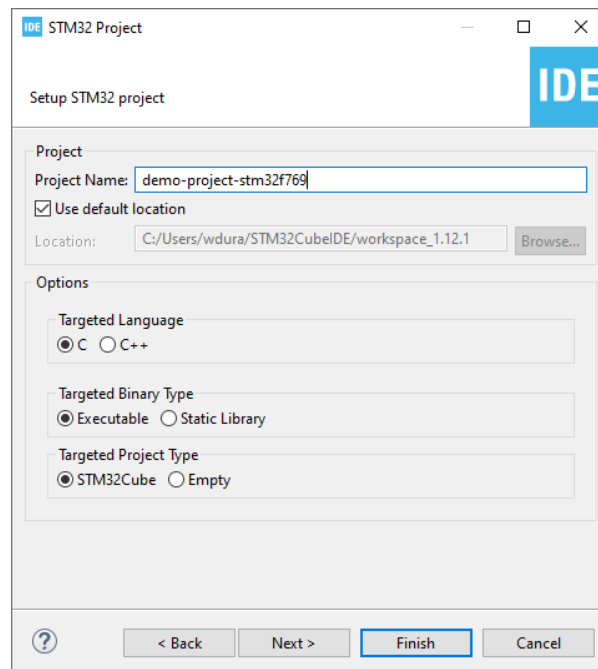 IDE STM32 Project
Setup STM32 project
IDE
Project
Project Name: demo-project-stm32f769
Use default location
Location: C:/Users/wdura/STM32CubeIDE/workspace_1.12.1 Browse...
Options
Targeted Language
C C++
Targeted Binary Type
Executable Static Library
Targeted Project Type
STM32Cube Empty
? < Back Next > Finish Cancel